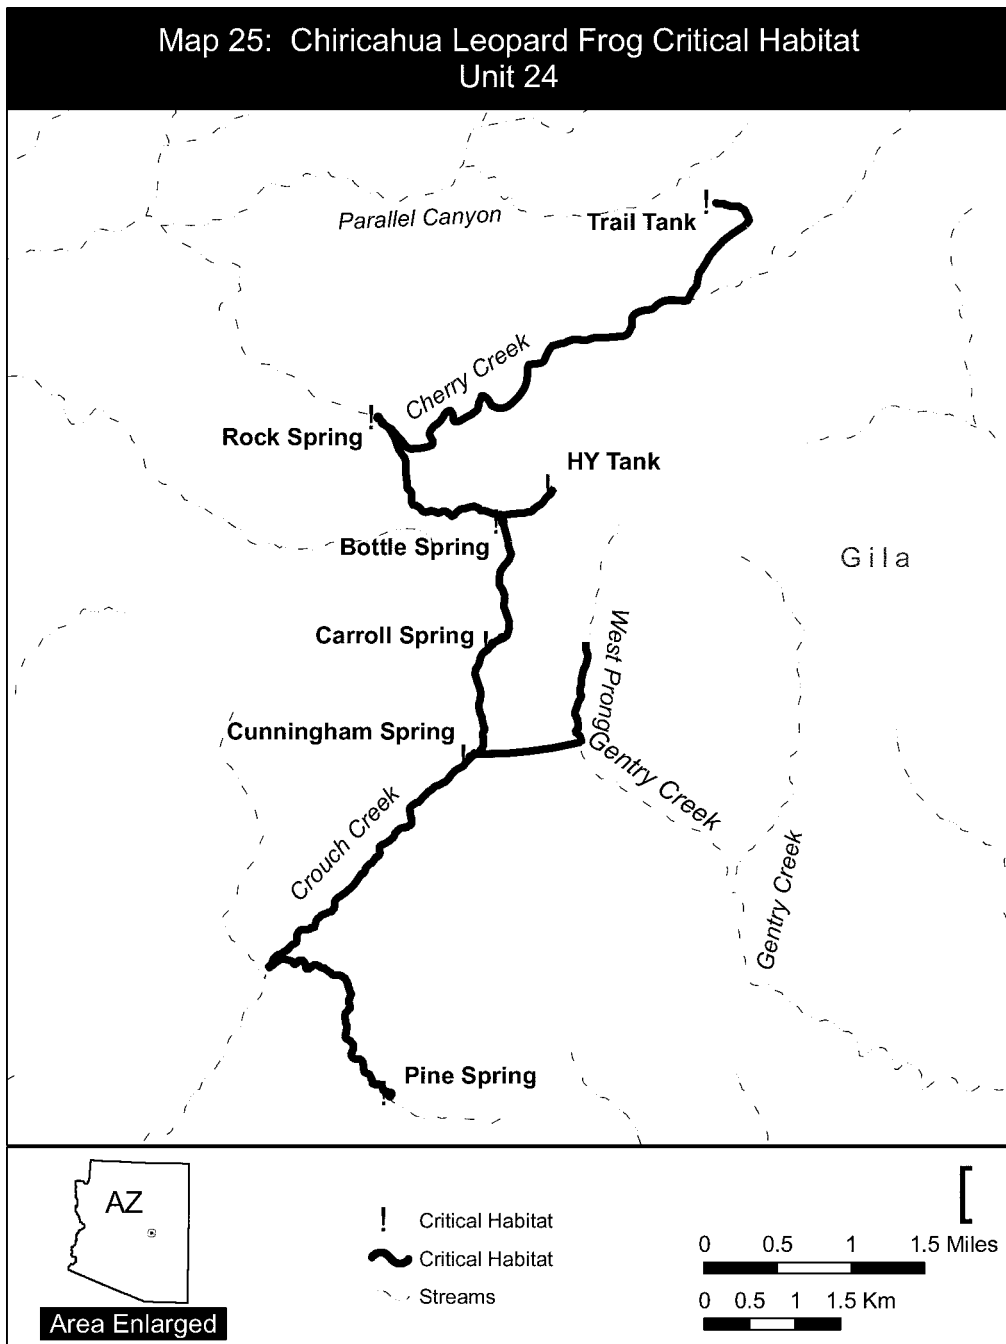 Map 25: Chiricahua Leopard Frog Critical Habitat
Unit 24
Parallel Canyon
Trail Tank
Cherry Creek
Rock Spring
HY Tank
Bottle Spring
Gila
Carroll Spring
West Prong
Gentry Creek
Cunningham Spring
Crouch Creek
Gentry Creek
Pine Spring
AZ
Area Enlarged
! Critical Habitat
Critical Habitat
Streams
[
0 0.5 1 1.5 Miles
0 0.5 1 1.5 Km